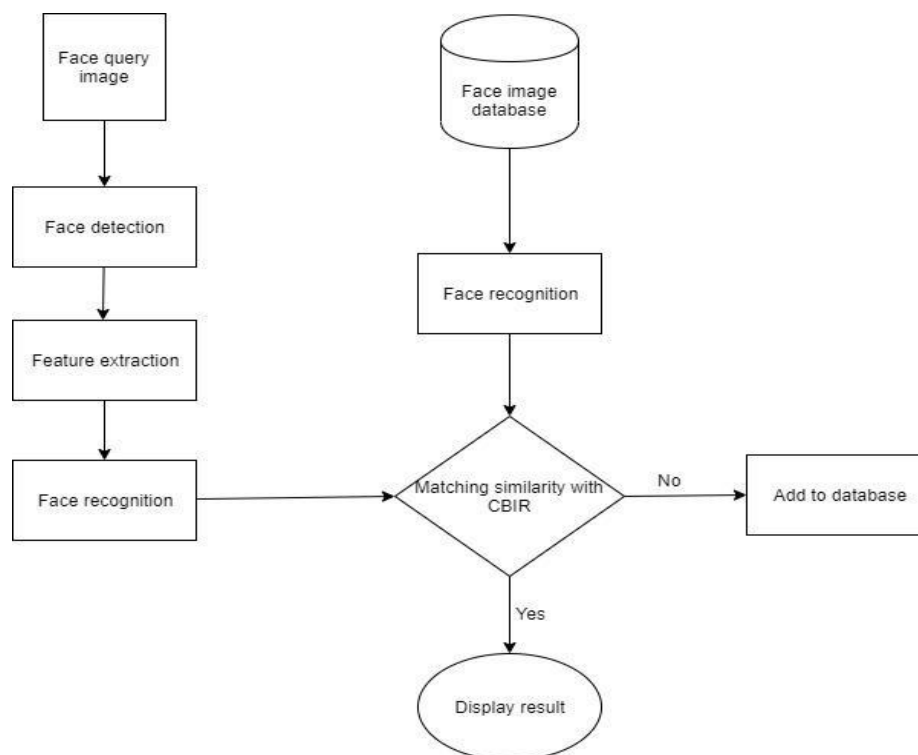 Face query
image
Face image
database
Face detection
Face recognition
Feature extraction
Face recognition
Matching similarity with
CBIR
No
Add to database
Yes
Display result